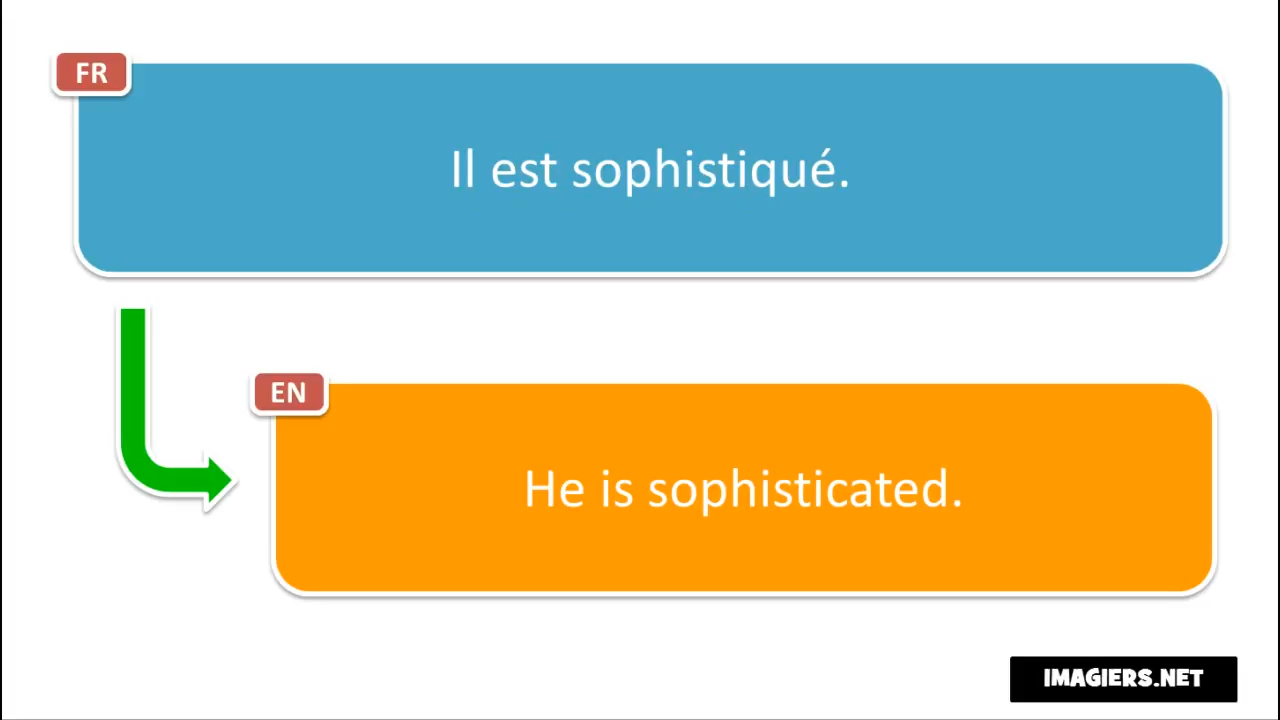 FR
Il est sophistiqué.
EN
He is sophisticated.
IMAGIERS.NET